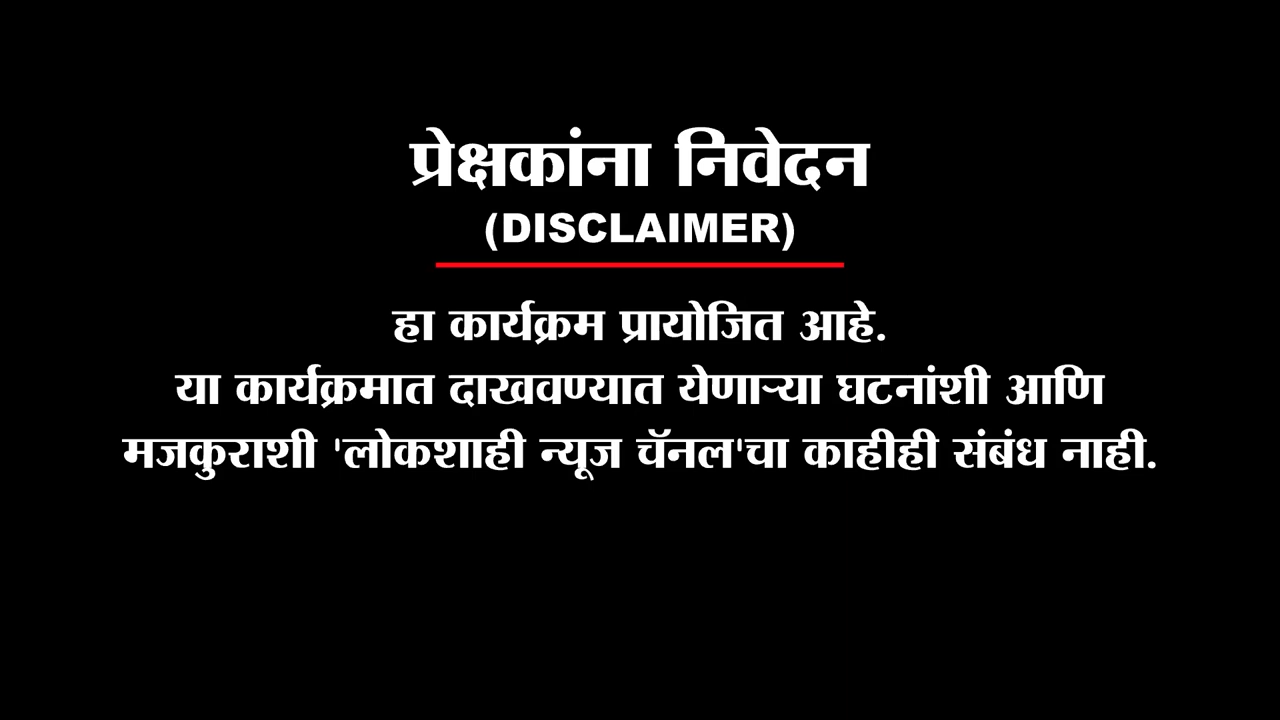 प्रेक्षकांना निवेदन
(DISCLAIMER)
हा कार्यक्रम प्रायोजित आहे.
या कार्यक्रमात दाखवण्यात येणाऱ्या घटनांशी आणि
मजकुराशी 'लोकशाही न्यूज चॅनल'चा काहीही संबंध नाही.